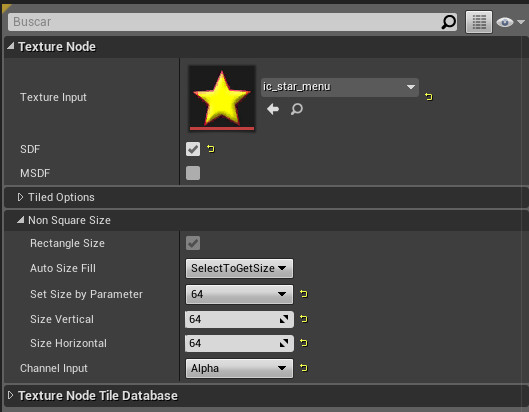 Buscar
Texture Node
Texture Input
ic_star_menu
SDF
MSDF
Tiled Options
Non Square Size
Rectangle Size
Auto Size Fill SelectToGetSize
Set Size by Parameter 64
Size Vertical 64
Size Horizontal 64
Channel Input Alpha
Texture Node Tile Database